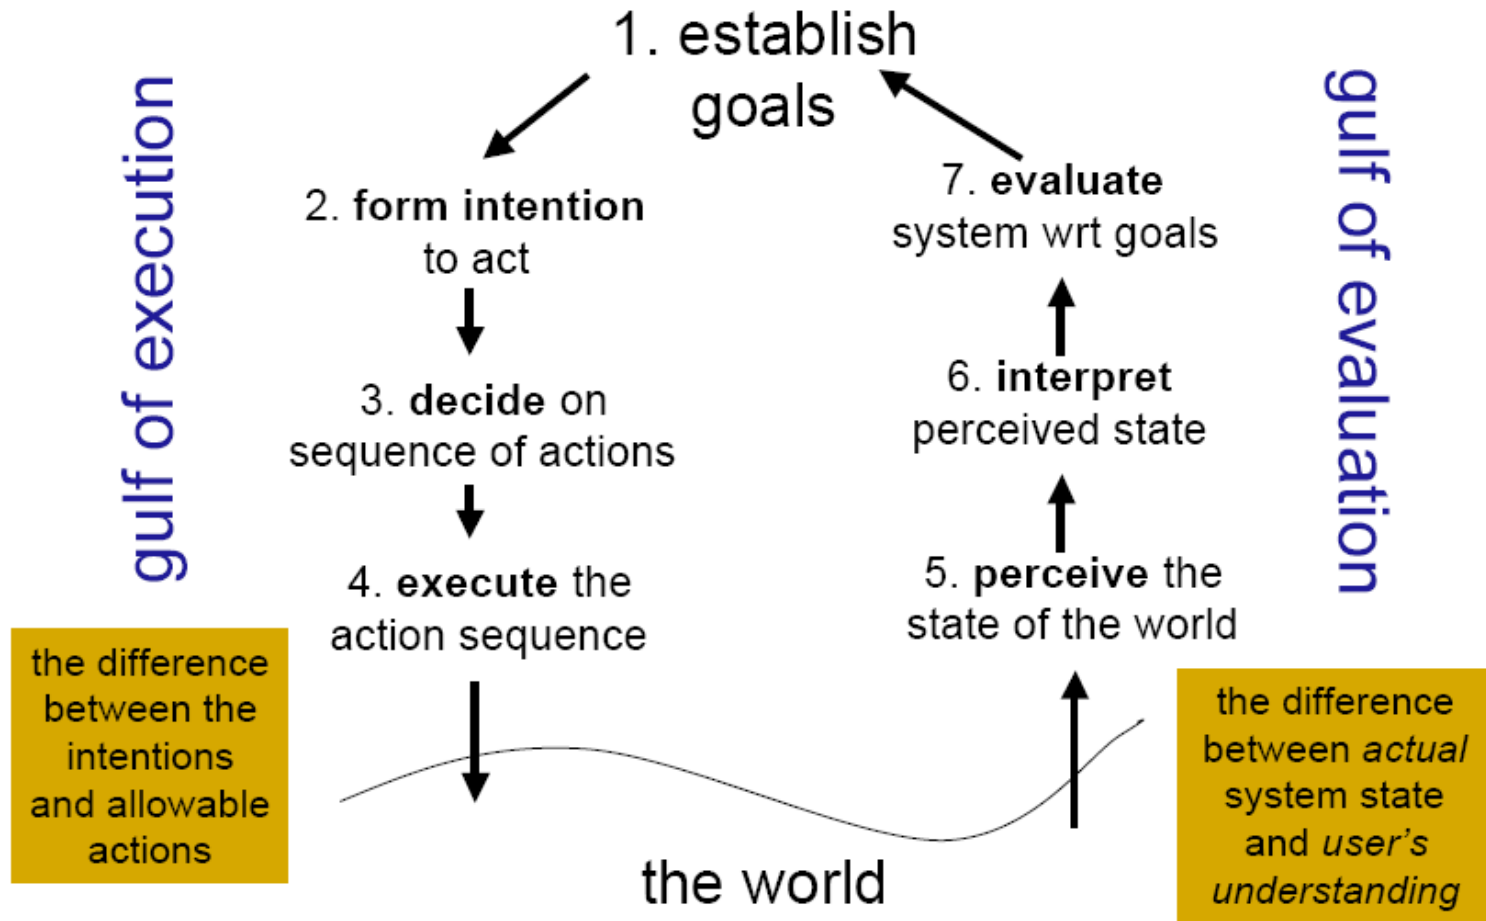 1. establish
goals
gulf of execution
2. form intention
to act
3. decide on
sequence of actions
4. execute the
action sequence
the difference
between the
intentions
and allowable
actions
the world
5. perceive the
state of the world
6. interpret
perceived state
7. evaluate
system wrt goals
gulf of evaluation
the difference
between actual
system state
and user's
understanding